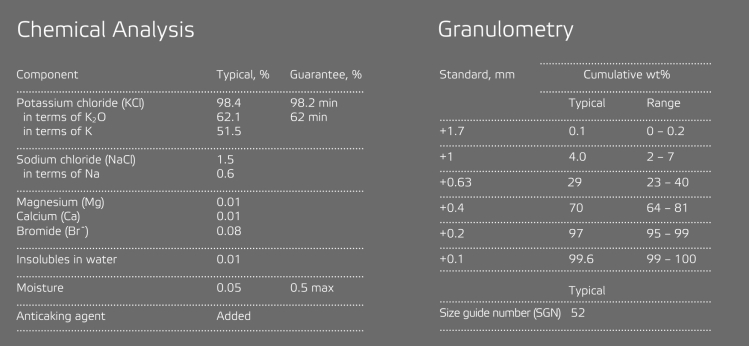 Chemical Analysis
Component Typical, % Guarantee, %
Potassium chloride (KCl) 98.4 98.2 min
in terms of K₂O 62.1 62 min
in terms of K 51.5
Sodium chloride (NaCl) 1.5
in terms of Na 0.6
Magnesium (Mg) 0.01
Calcium (Ca) 0.01
Bromide (Br⁻) 0.08
Insolubles in water 0.01
Moisture 0.05 0.5 max
Anticaking agent Added
Granulometry
Standard, mm Cumulative wt%
Typical Range
+1.7 0.1 0 – 0.2
+1 4.0 2 – 7
+0.63 29 23 – 40
+0.4 70 64 – 81
+0.2 97 95 – 99
+0.1 99.6 99 – 100
Typical
Size guide number (SGN) 52